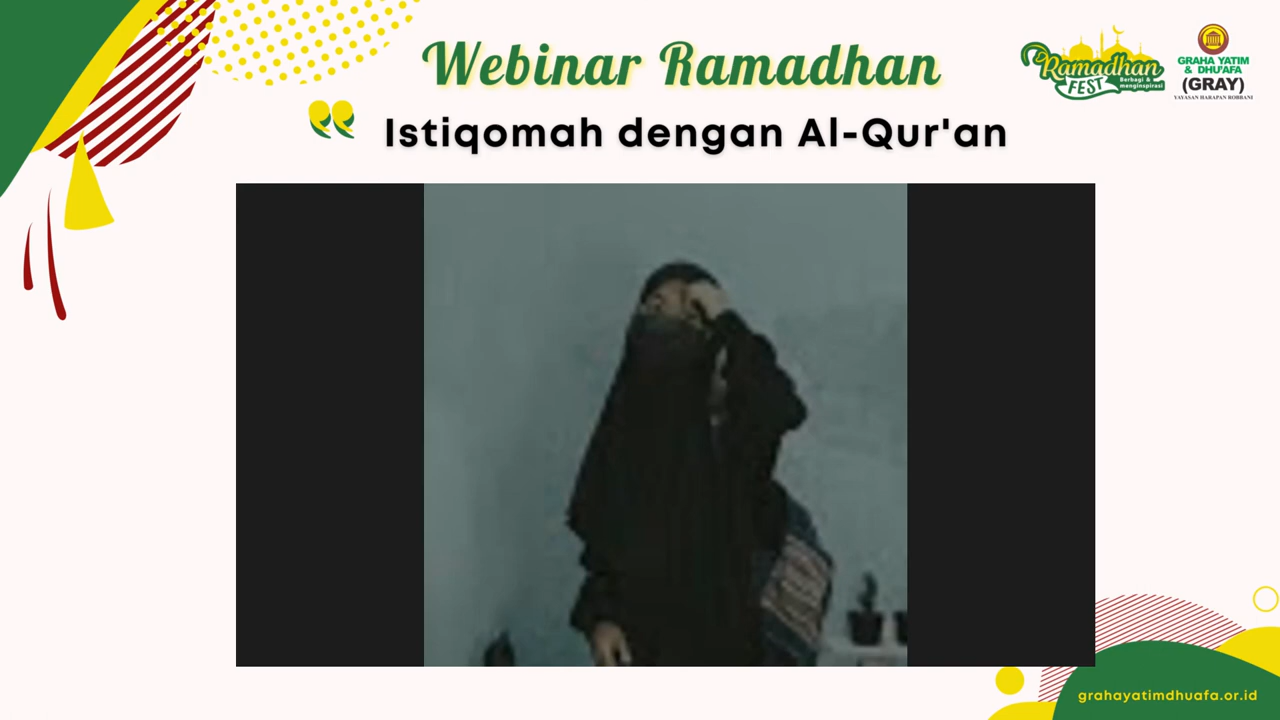 Webinar Ramadhan
Istiqomah dengan Al-Qur'an
Ramadhan
FEST
Berbagi &
menginspirasi
GRAHA YATIM
& DHU'AFA
(GRAY)
YAYASAN HARAPAN ROBBANI
grahayatimdhuafa.or.id